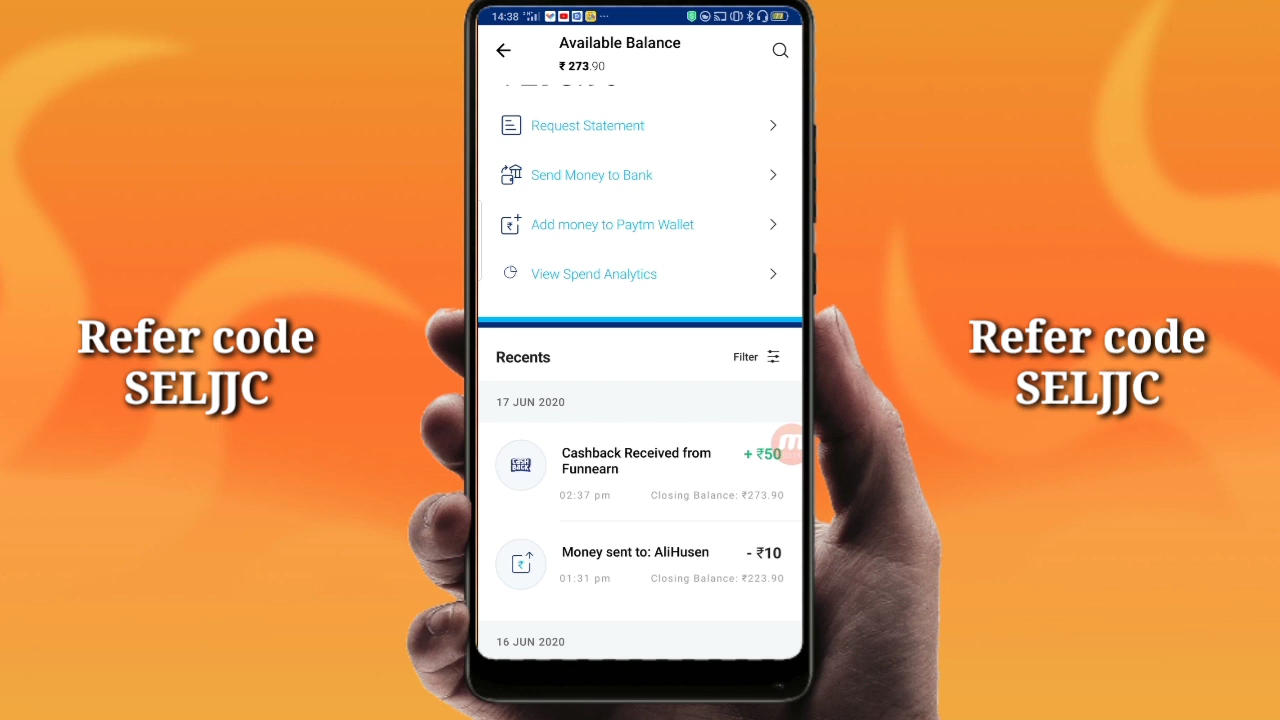 14:38
Available Balance
₹ 273.90
Request Statement
Send Money to Bank
Add money to Paytm Wallet
View Spend Analytics
Refer code
SELJJC
Refer code
SELJJC
Recents
Filter
17 JUN 2020
Cashback Received from
Funnearn
+ ₹50
CASH
BACK
02:37 pm
Closing Balance: ₹273.90
Money sent to: AliHusen
- ₹10
01:31 pm
Closing Balance: ₹223.90
16 JUN 2020